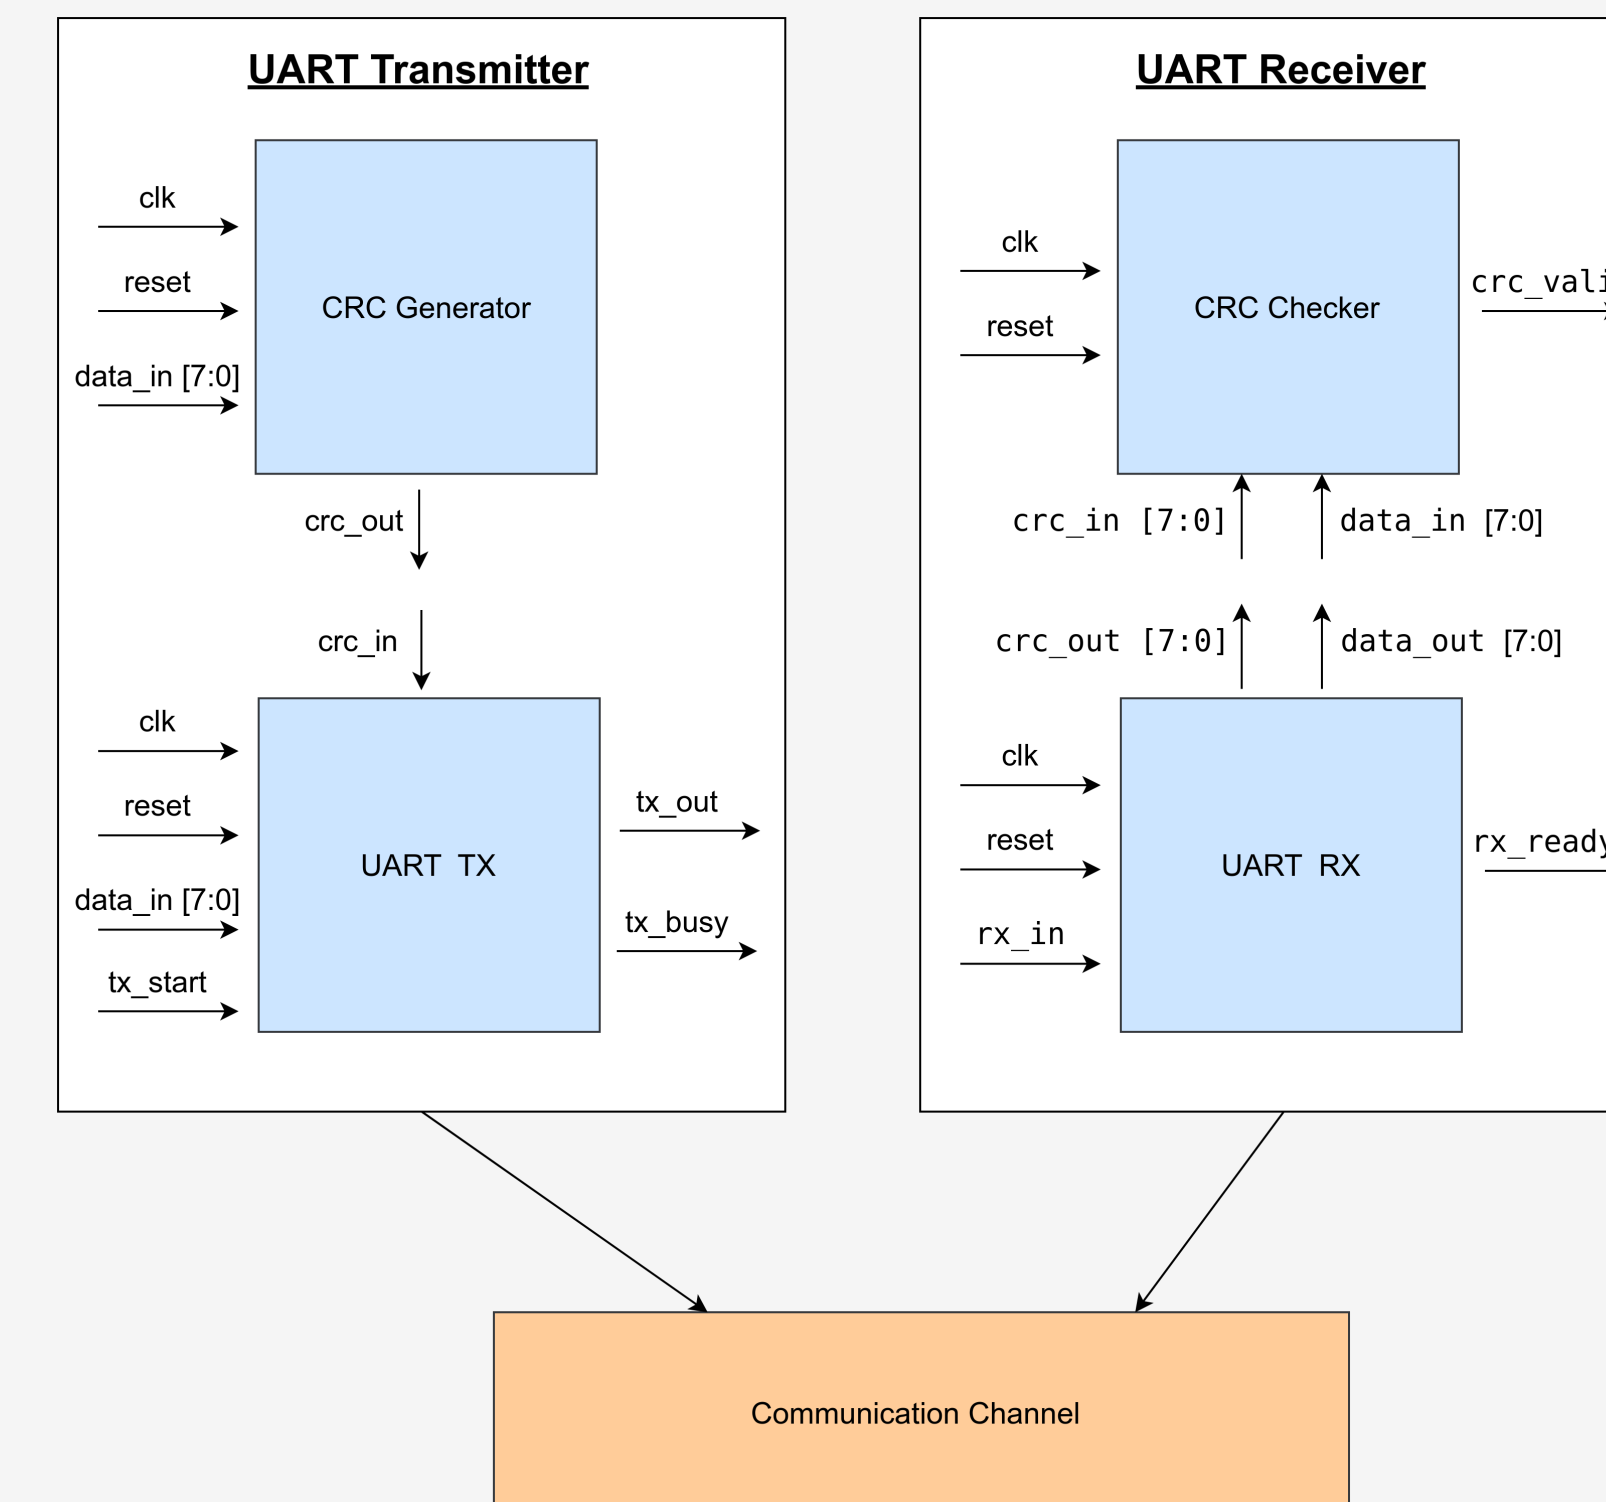 UART Transmitter
clk
reset
data_in [7:0]
CRC Generator
crc_out
crc_in
clk
reset
data_in [7:0]
tx_start
UART  TX
tx_out
tx_busy
UART Receiver
clk
reset
CRC Checker
crc_vali
crc_in [7:0]
data_in [7:0]
crc_out [7:0]
data_out [7:0]
clk
reset
rx_in
UART  RX
rx_ready
Communication Channel